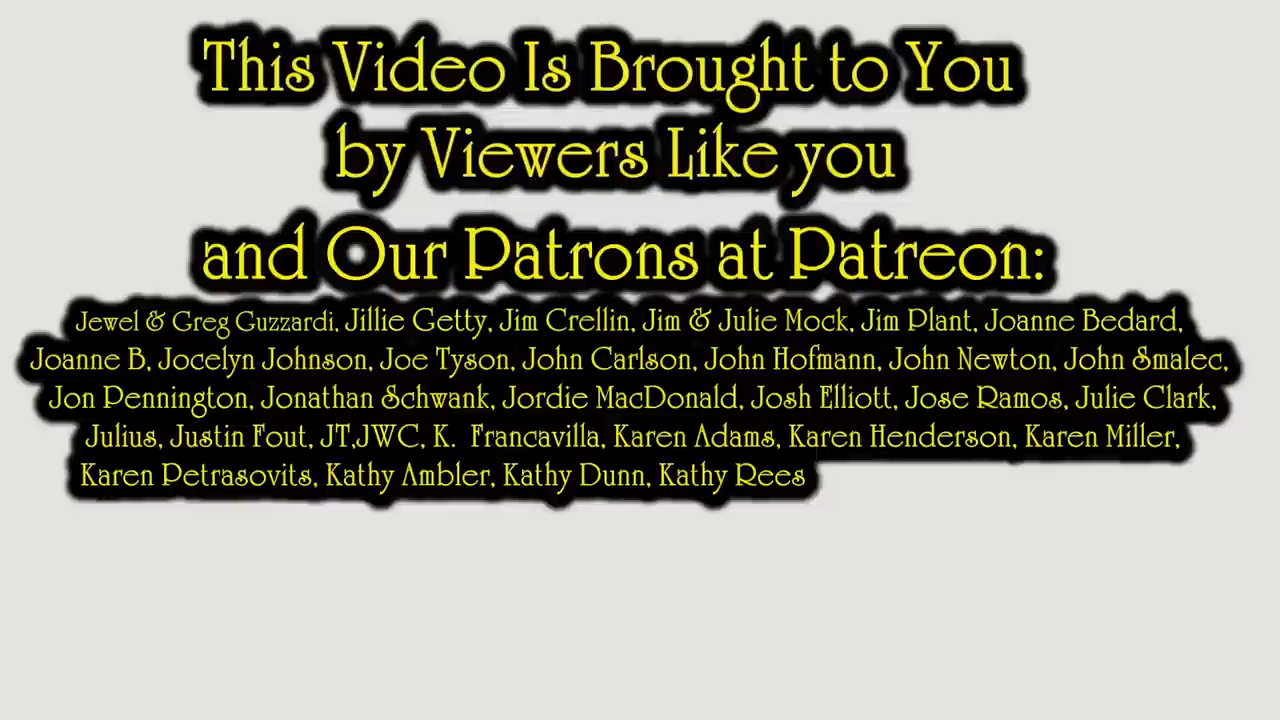 This Video Is Brought to You
by Viewers Like you
and Our Patrons at Patreon:
Jewel & Greg Guzzardi, Jillie Getty, Jim Crellin, Jim & Julie Mock, Jim Plant, Joanne Bedard,
Joanne B, Jocelyn Johnson, Joe Tyson, John Carlson, John Hofmann, John Newton, John Smalec,
Jon Pennington, Jonathan Schwank, Jordie MacDonald, Josh Elliott, Jose Ramos, Julie Clark,
Julius, Justin Fout, JT,JWC, K.  Francavilla, Karen Adams, Karen Henderson, Karen Miller,
Karen Petrasovits, Kathy Ambler, Kathy Dunn, Kathy Rees